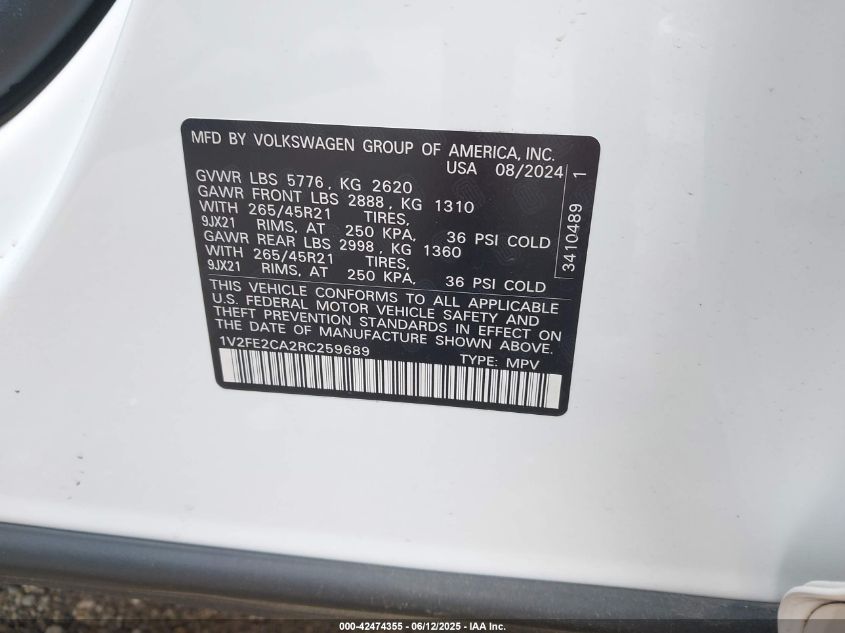 MFD BY VOLKSWAGEN GROUP OF AMERICA, INC.
USA 08/2024
GVWR LBS 5776, KG 2620
GAWR FRONT LBS 2888, KG 1310
WITH 265/45R21 TIRES,
9JX21 RIMS, AT 250 KPA, 36 PSI COLD
GAWR REAR LBS 2998, KG 1360
WITH 265/45R21 TIRES,
9JX21 RIMS, AT 250 KPA, 36 PSI COLD
THIS VEHICLE CONFORMS TO ALL APPLICABLE
U.S. FEDERAL MOTOR VEHICLE SAFETY AND
THEFT PREVENTION STANDARDS IN EFFECT ON
THE DATE OF MANUFACTURE SHOWN ABOVE.
1V2FE2CA2RC259689 TYPE: MPV
3410489 1
000-42474355 - 06/12/2025 - IAA Inc.